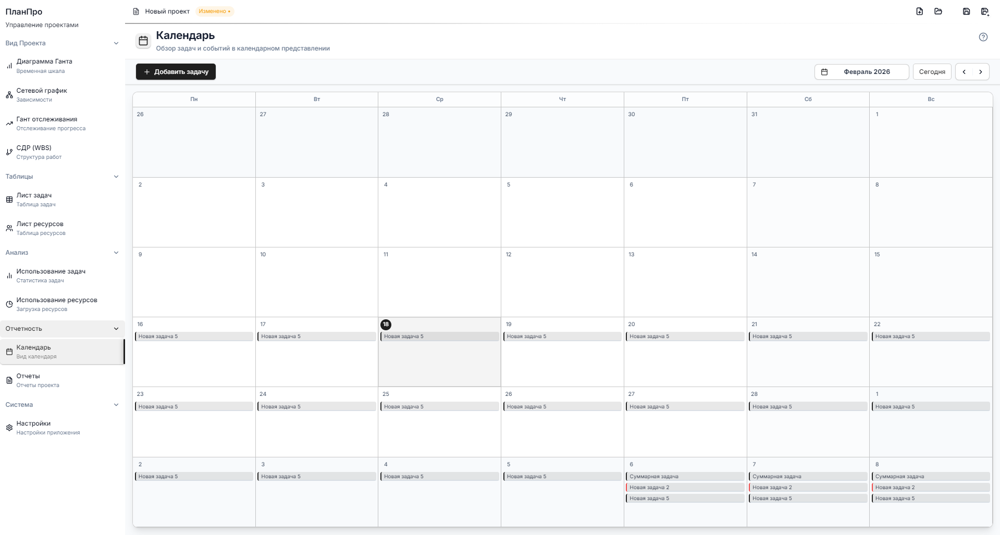 ПланПро
Управление проектами
Вид Проекта
Диаграмма Ганта
Временная шкала
Сетевой график
Зависимости
Гант отслеживания
Отслеживание прогресса
СДР (WBS)
Структура работ
Таблицы
Лист задач
Таблица задач
Лист ресурсов
Таблица ресурсов
Анализ
Использование задач
Статистика задач
Использование ресурсов
Загрузка ресурсов
Отчетность
Календарь
Вид календаря
Отчеты
Отчеты проекта
Система
Настройки
Настройки приложения
Новый проект Изменено •
Календарь
Обзор задач и событий в календарном представлении
+ Добавить задачу Февраль 2026 Сегодня < >
Пн Вт Ср Чт Пт Сб Вс
26 27 28 29 30 31 1
2 3 4 5 6 7 8
9 10 11 12 13 14 15
16 17 18 19 20 21 22
Новая задача 5 Новая задача 5 Новая задача 5 Новая задача 5 Новая задача 5 Новая задача 5 Новая задача 5
23 24 25 26 27 28 1
Новая задача 5 Новая задача 5 Новая задача 5 Новая задача 5 Новая задача 5 Новая задача 5 Новая задача 5
2 3 4 5 6 7 8
Новая задача 5 Новая задача 5 Новая задача 5 Новая задача 5 Суммарная задача Суммарная задача Суммарная задача
Новая задача 2 Новая задача 2 Новая задача 2
Новая задача 5 Новая задача 5 Новая задача 5